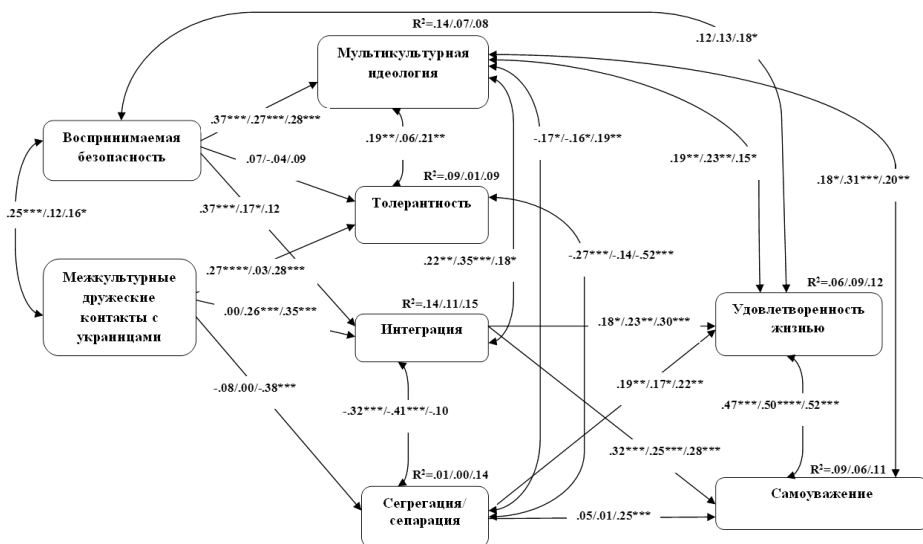 R²=.14/.07/.08
.12/.13/.18*
Мультикультурная
идеология
.37***/.27***/.28***
-.17*/-.16*/.19**
Воспринимаемая
безопасность
.19**/.06/.21**
.19**/.23**/.15*
.07/-.04/.09
R²=.09/.01/.09
.18*/.31***/.20**
.37***/.17*/.12
Толерантность
.25***/.12/.16*
-.27***/-.14/-.52***
.22**/.35***/.18*
Межкультурные
дружеские
контакты с
украинцами
.27****/.03/.28***
R²=.06/.09/.12
.00/.26***/.35***
R²=.14/.11/.15
Удовлетворенность
жизнью
Интеграция
.18*/.23**/.30***
-.08/.00/-.38***
.19**/.17*/.22**
-.32***/-.41***/-.10
.47***/.50****/.52***
.32***/.25***/.28***
R²=.01/.00/.14
R²=.09/.06/.11
Сегрегация/
сепарация
Самоуважение
.05/.01/.25***